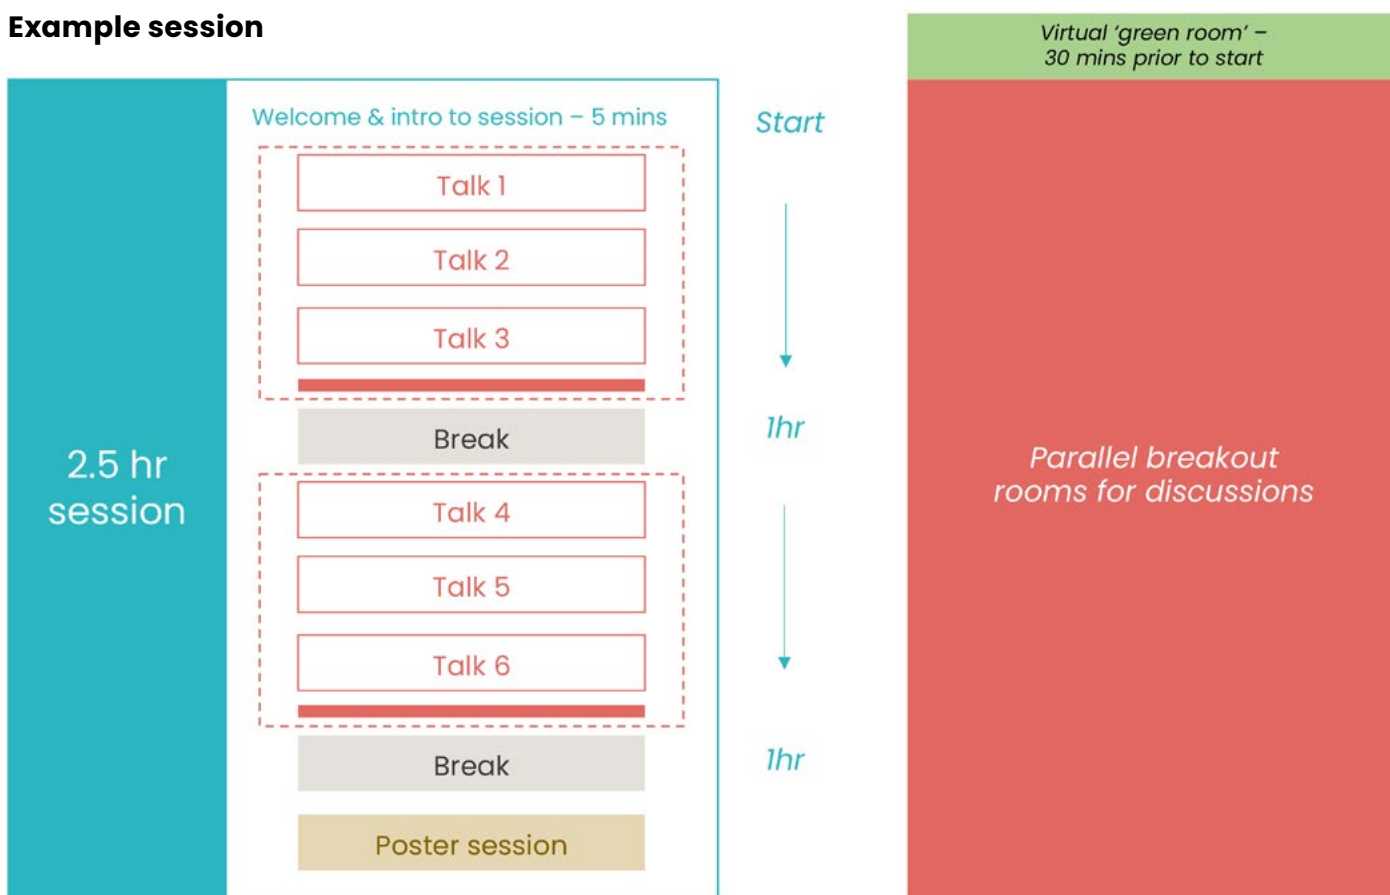 Example session
Virtual ‘green room’ –
30 mins prior to start
Welcome & intro to session – 5 mins
Start
Talk 1
Talk 2
Talk 3
Break
1hr
2.5 hr
session
Parallel breakout
rooms for discussions
Talk 4
Talk 5
Talk 6
Break
1hr
Poster session